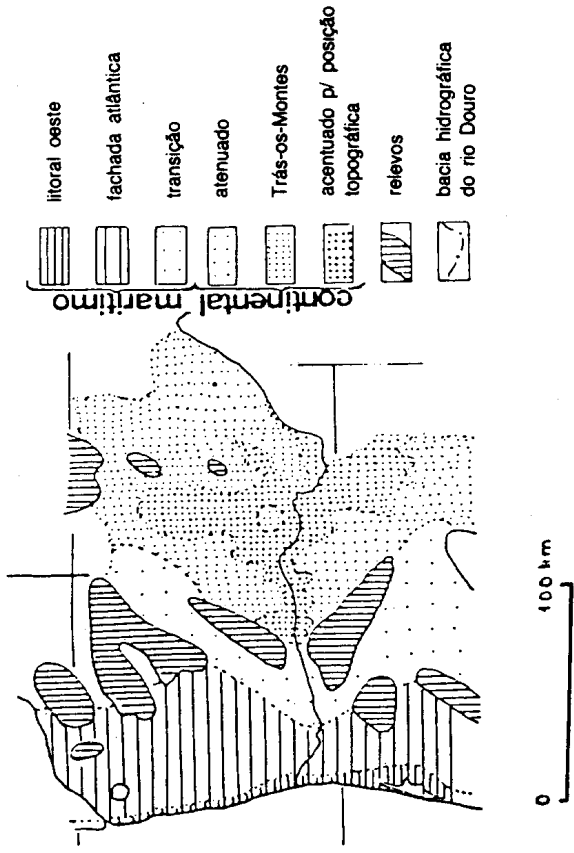 litoral oeste
fachada atlântica
transição
atenuado
Trás-os-Montes
acentuado p/ posição
topográfica
relevos
bacia hidrográfica
do rio Douro
marítimo
continental
0
100 km